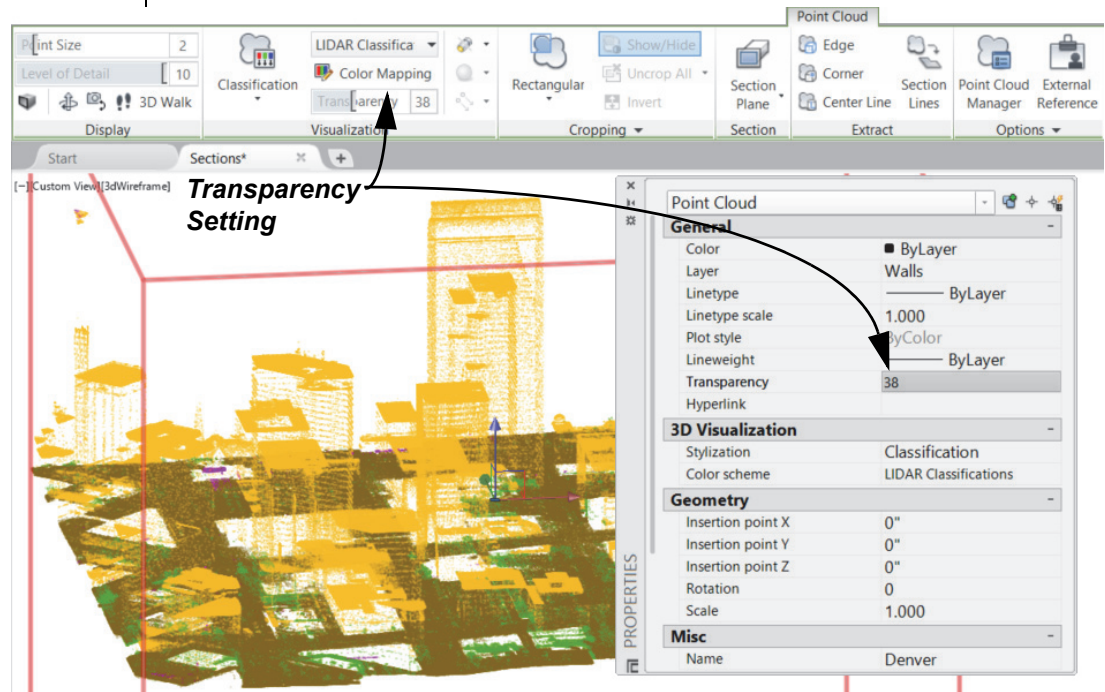 Point Cloud
Point Size 2
Level of Detail 10
3D Walk
Display
Classification
LIDAR Classifica
Color Mapping
Transparency 38
Visualization
Rectangular
Show/Hide
Uncrop All
Invert
Cropping
Section
Plane
Section
Edge
Corner
Center Line
Section
Lines
Extract
Point Cloud
Manager
External
Reference
Options
Start
Sections*
[−][Custom View][3dWireframe]
Transparency
Setting
Point Cloud
General
Color ByLayer
Layer Walls
Linetype ByLayer
Linetype scale 1.000
Plot style ByColor
Lineweight ByLayer
Transparency 38
Hyperlink
3D Visualization
Stylization Classification
Color scheme LIDAR Classifications
Geometry
Insertion point X 0"
Insertion point Y 0"
Insertion point Z 0"
Rotation 0
Scale 1.000
Misc
Name Denver
PROPERTIES